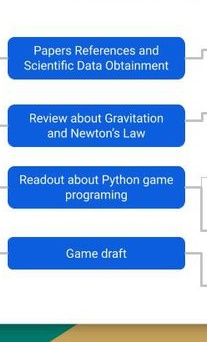 Papers References and
Scientific Data Obtainment
Review about Gravitation
and Newton's Law
Readout about Python game
programing
Game draft